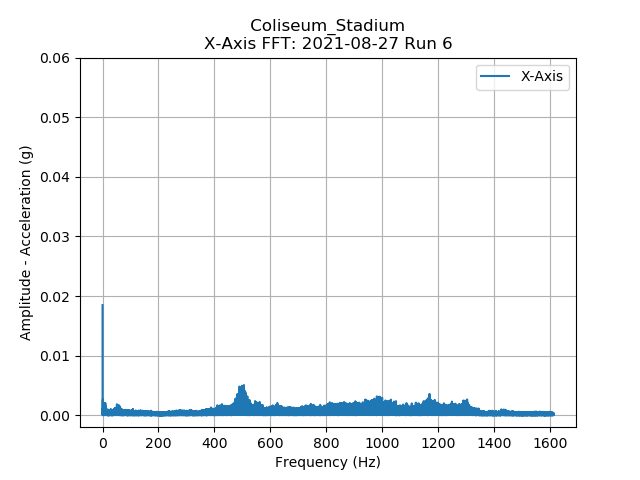 Coliseum_Stadium
X-Axis FFT: 2021-08-27 Run 6
X-Axis
Amplitude - Acceleration (g)
0.06
0.05
0.04
0.03
0.02
0.01
0.00
0 200 400 600 800 1000 1200 1400 1600
Frequency (Hz)